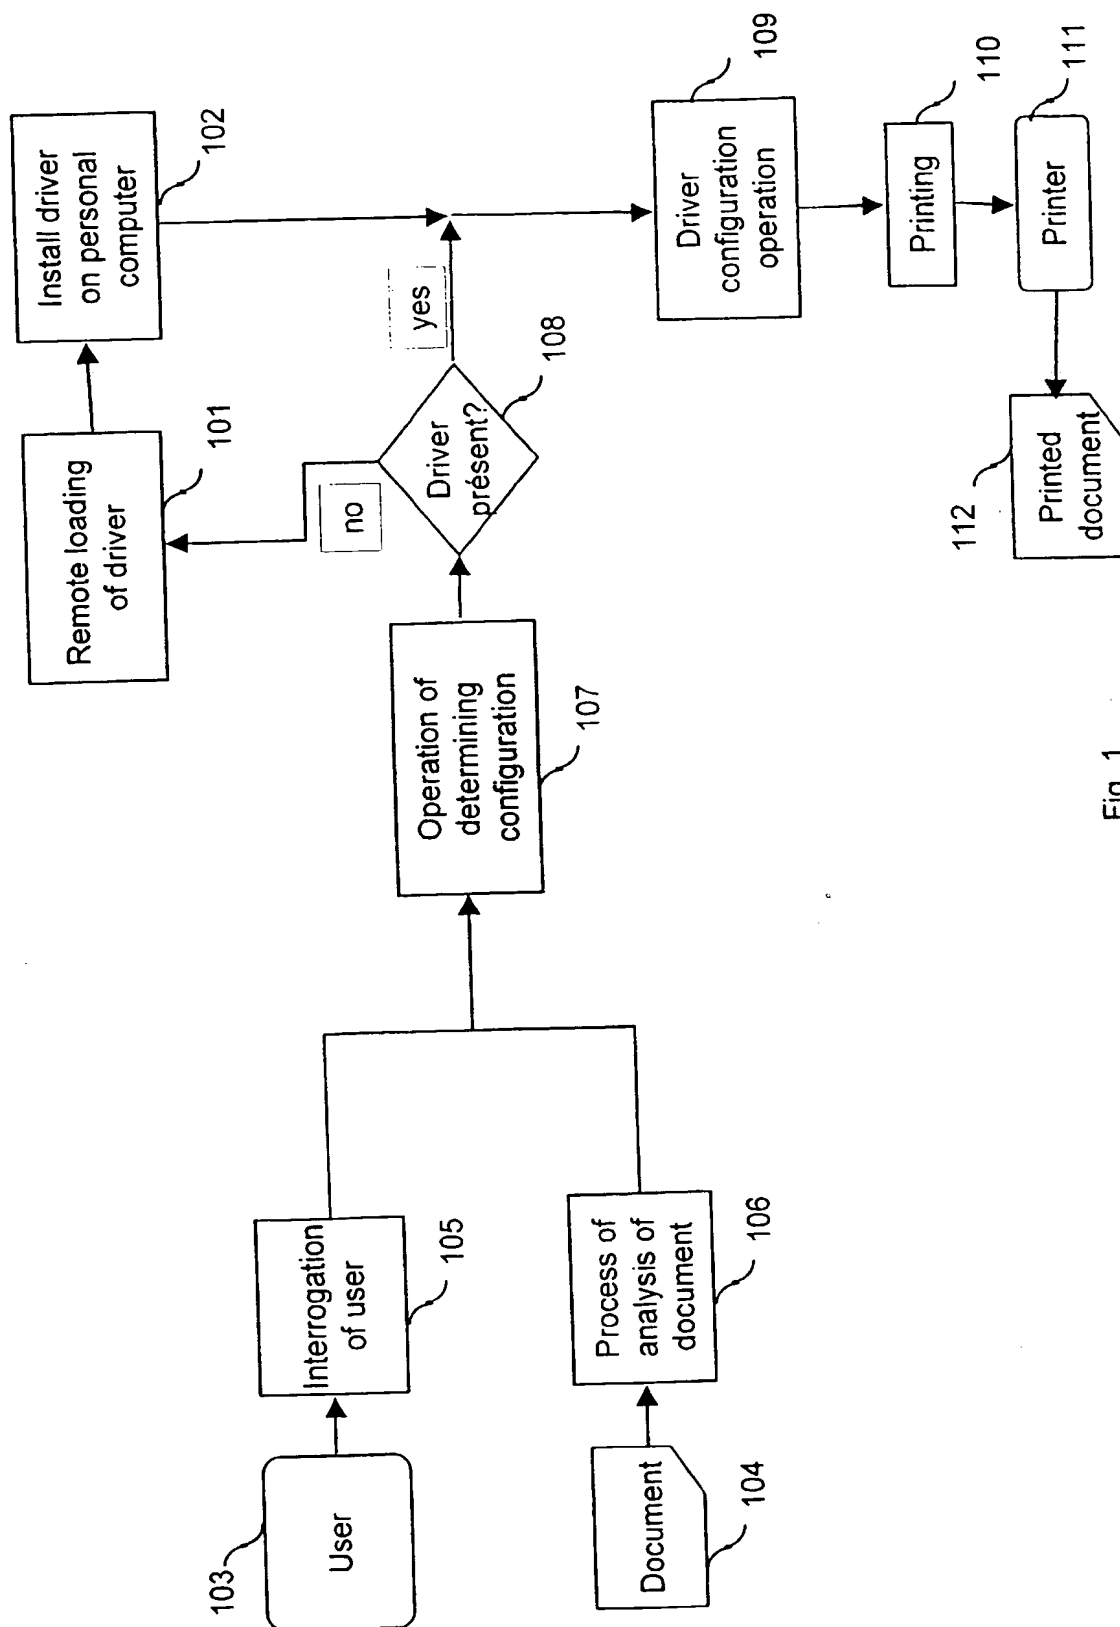 Install driver
on personal
computer
102
Remote loading
of driver
101
no
yes
Driver
présent?
108
Operation of
determining
configuration
107
Driver
configuration
operation
109
Printing
110
Printer
111
Printed
document
112
Interrogation
of user
105
User
103
Process of
analysis of
document
106
Document
104
Fig. 1